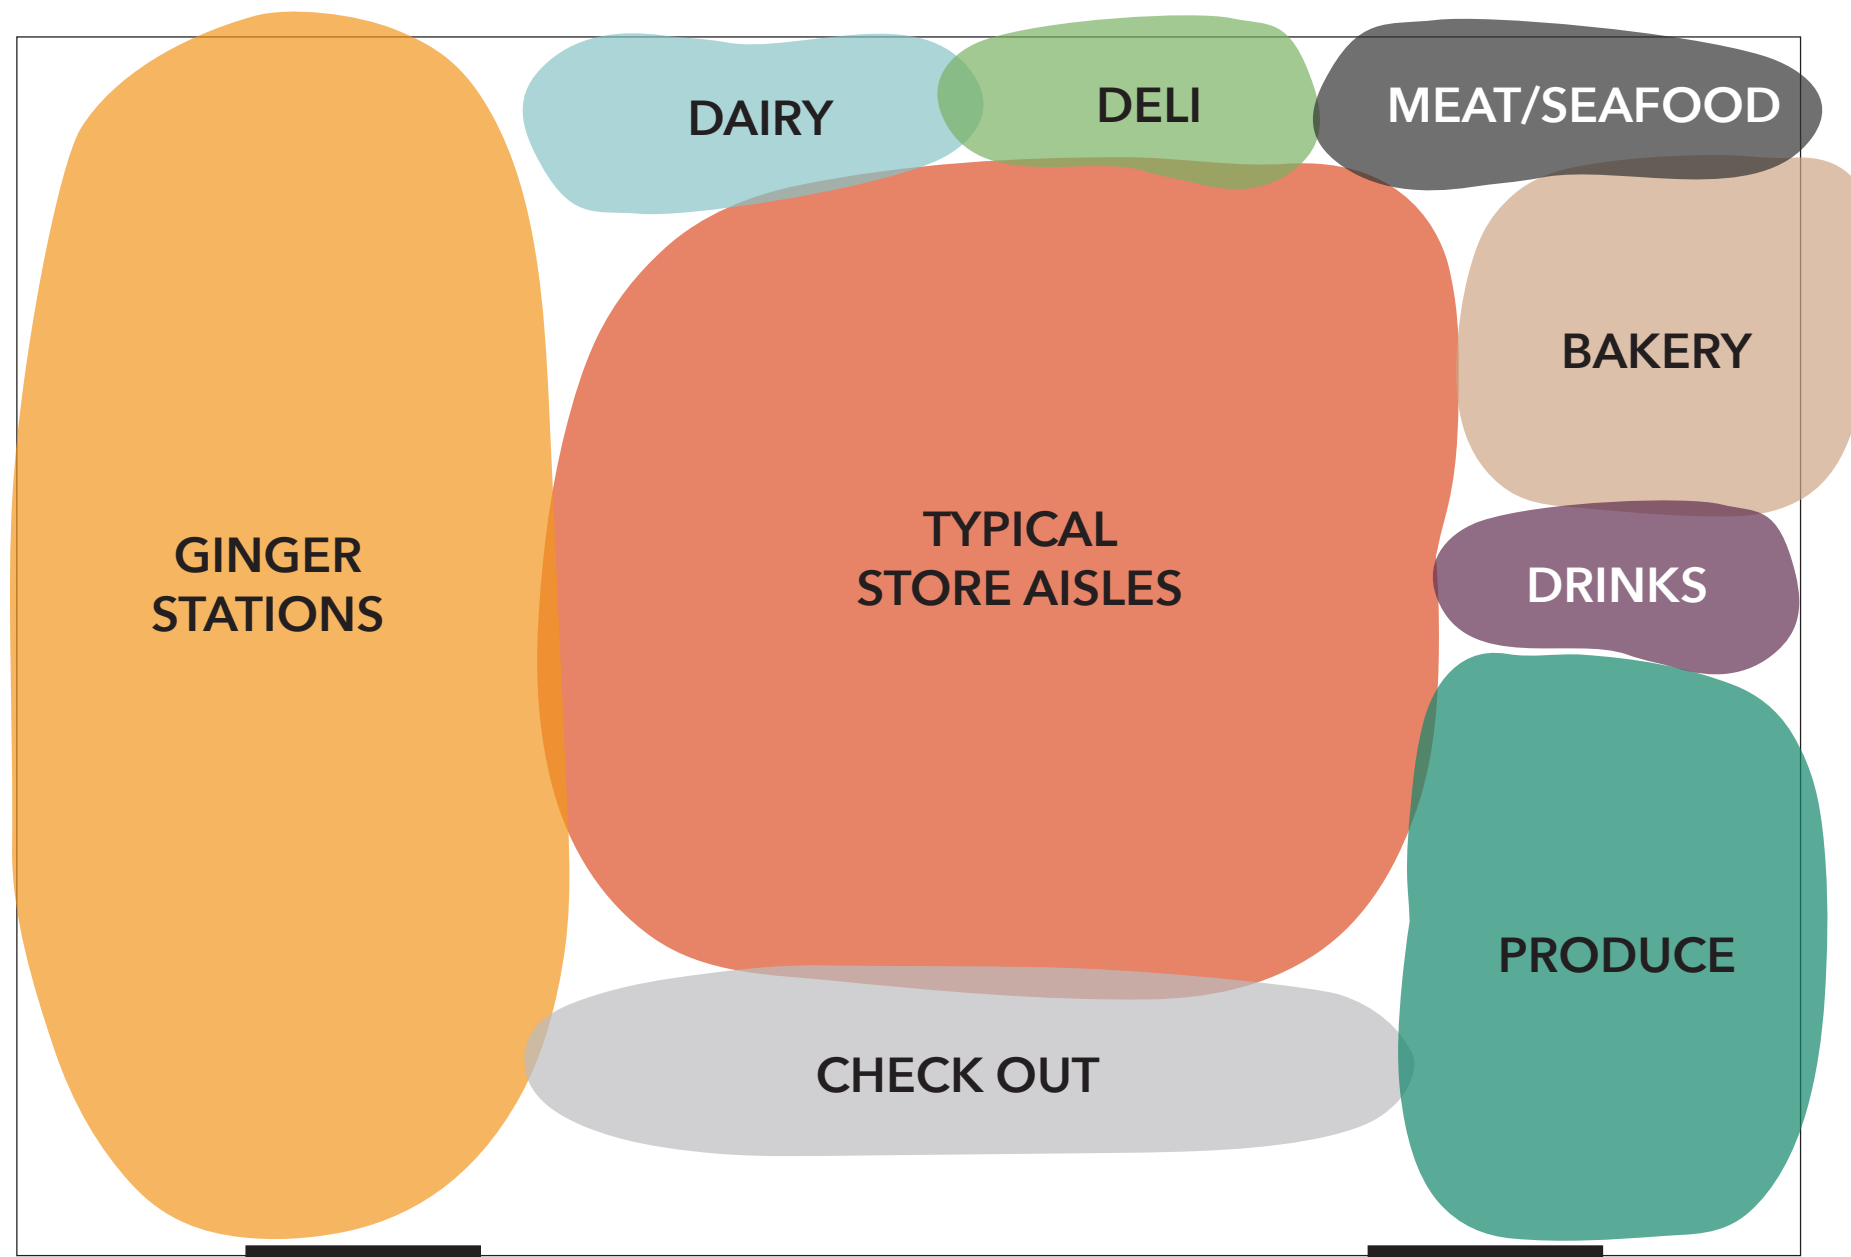 DAIRY
DELI
MEAT/SEAFOOD
BAKERY
GINGER
STATIONS
TYPICAL
STORE AISLES
DRINKS
PRODUCE
CHECK OUT